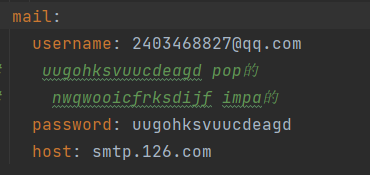 mail:
username: 2403468827@qq.com
# uugohksvuucdeagd pop的
# nwqwooicfrksdijf impa的
password: uugohksvuucdeagd
host: smtp.126.com